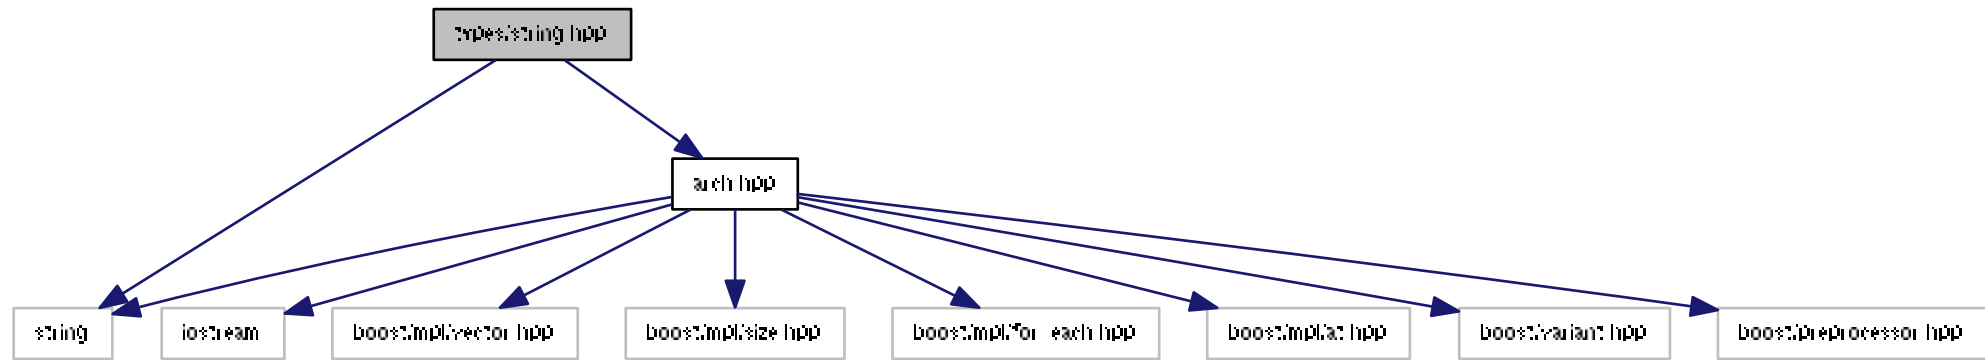 types/string.hpp
arch.hpp
string
iostream
boost/mpl/vector.hpp
boost/mpl/size.hpp
boost/mpl/for_each.hpp
boost/mpl/at.hpp
boost/variant.hpp
boost/preprocessor.hpp